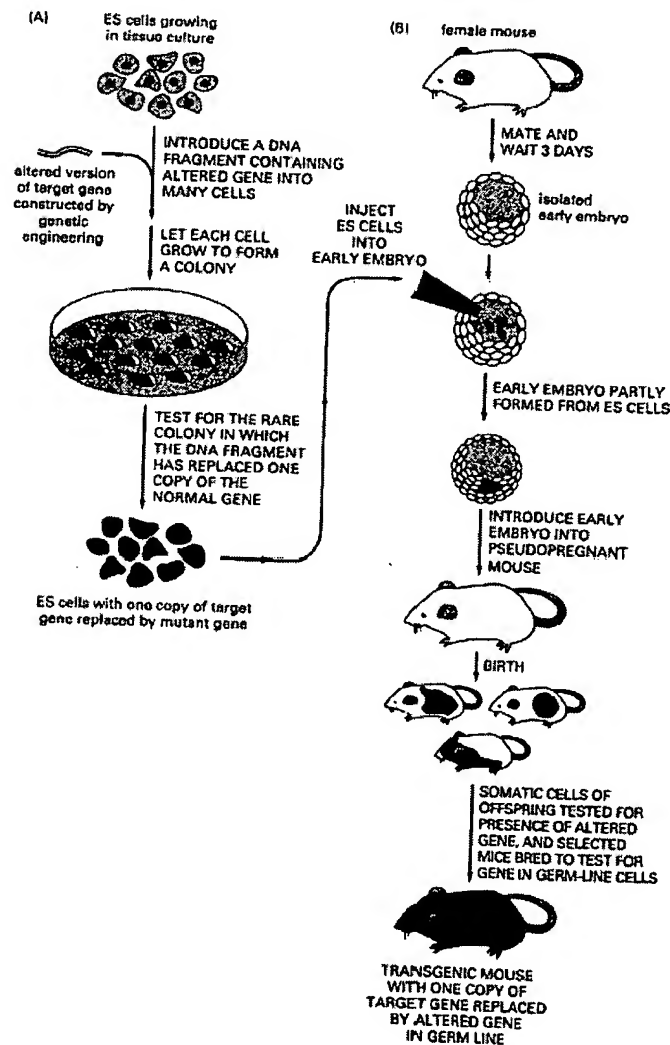 (A)
ES cells growing
in tissue culture
INTRODUCE A DNA
FRAGMENT CONTAINING
ALTERED GENE INTO
MANY CELLS
altered version
of target gene
constructed by
genetic
engineering
LET EACH CELL
GROW TO FORM
A COLONY
TEST FOR THE RARE
COLONY IN WHICH
THE DNA FRAGMENT
HAS REPLACED ONE
COPY OF THE
NORMAL GENE
ES cells with one copy of target
gene replaced by mutant gene
INJECT
ES CELLS
INTO
EARLY EMBRYO
(B)
female mouse
MATE AND
WAIT 3 DAYS
isolated
early embryo
EARLY EMBRYO PARTLY
FORMED FROM ES CELLS
INTRODUCE EARLY
EMBRYO INTO
PSEUDOPREGNANT
MOUSE
BIRTH
SOMATIC CELLS OF
OFFSPRING TESTED FOR
PRESENCE OF ALTERED
GENE, AND SELECTED
MICE BRED TO TEST FOR
GENE IN GERM-LINE CELLS
TRANSGENIC MOUSE
WITH ONE COPY OF
TARGET GENE REPLACED
BY ALTERED GENE
IN GERM LINE